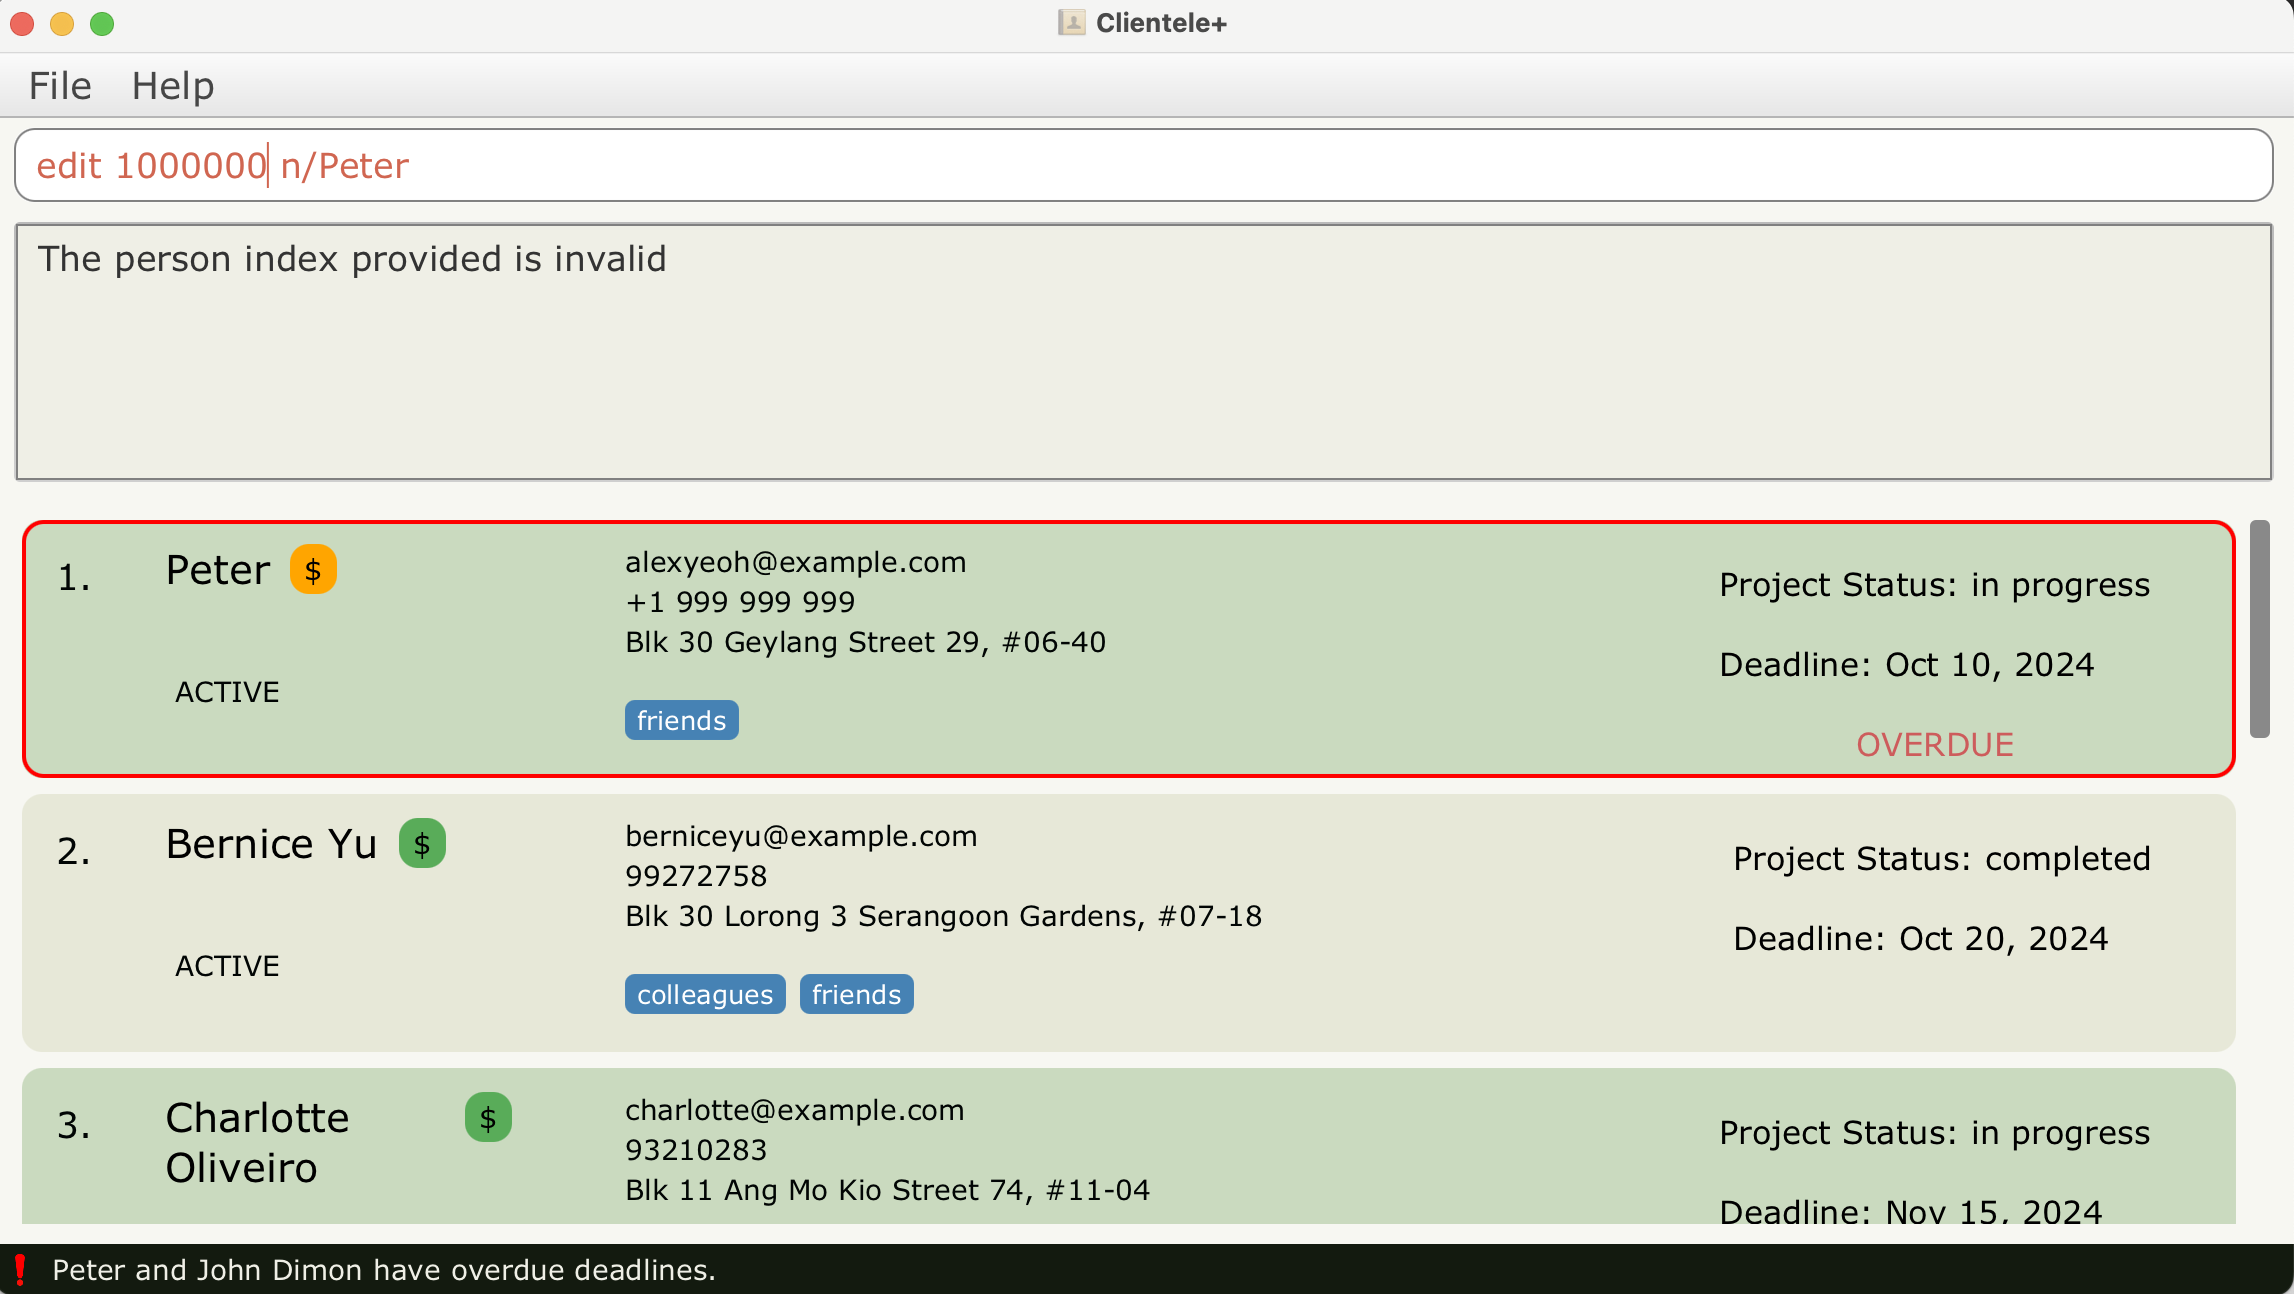 Clientele+
File Help
edit 1000000 n/Peter
The person index provided is invalid
1. Peter $
alexyeoh@example.com
+1 999 999 999
Blk 30 Geylang Street 29, #06-40
ACTIVE
friends
Project Status: in progress
Deadline: Oct 10, 2024
OVERDUE
2. Bernice Yu $
berniceyu@example.com
99272758
Blk 30 Lorong 3 Serangoon Gardens, #07-18
ACTIVE
colleagues friends
Project Status: completed
Deadline: Oct 20, 2024
3. Charlotte $
Oliveiro
charlotte@example.com
93210283
Blk 11 Ang Mo Kio Street 74, #11-04
Project Status: in progress
Deadline: Nov 15, 2024
Peter and John Dimon have overdue deadlines.